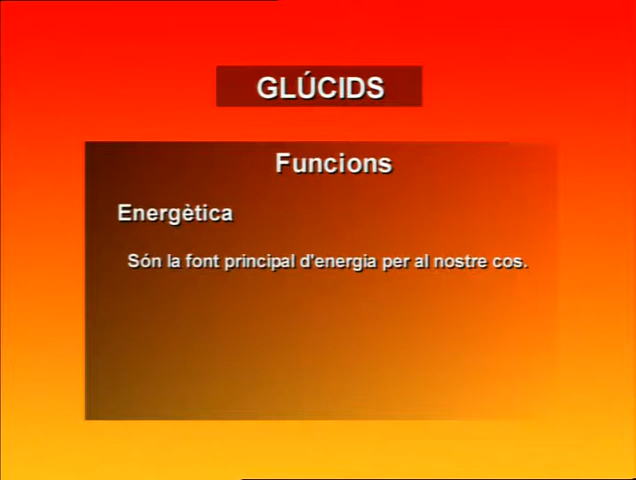 GLÚCIDS
Funcions
Energètica
Són la font principal d'energia per al nostre cos.